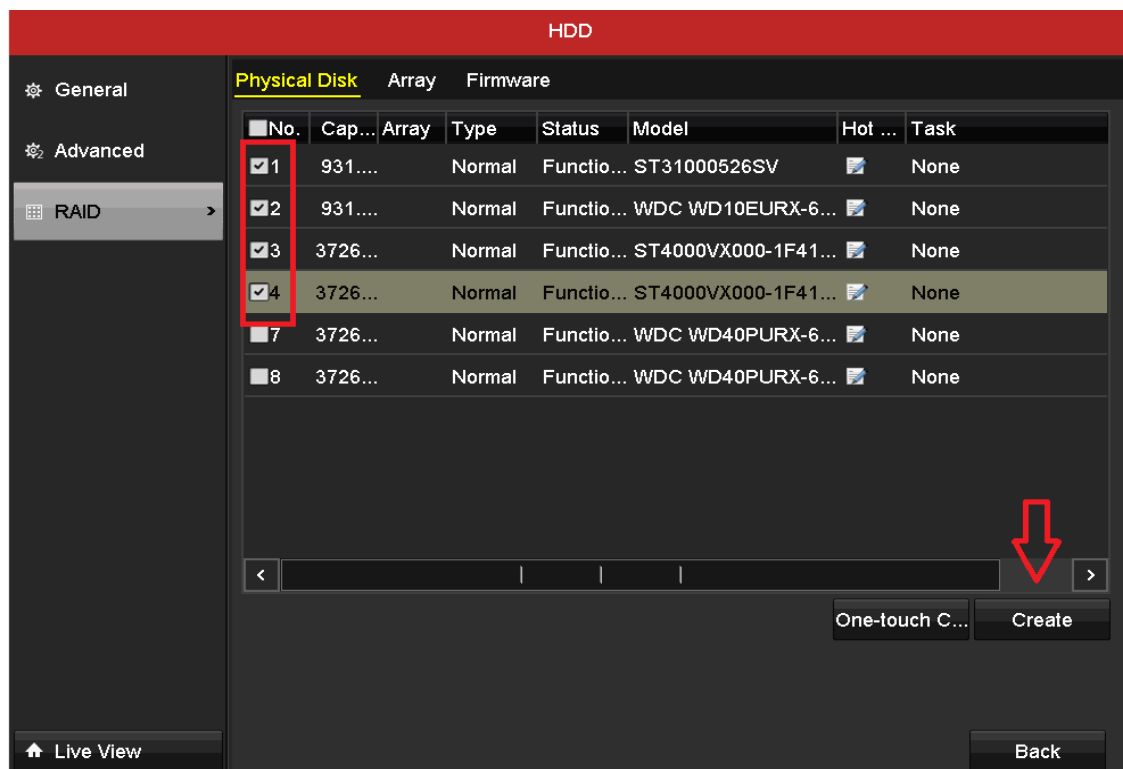 HDD
General
Advanced
RAID >
Physical Disk Array Firmware
No. Cap... Array Type Status Model Hot ... Task
1 931.... Normal Functio... ST31000526SV None
2 931.... Normal Functio... WDC WD10EURX-6... None
3 3726... Normal Functio... ST4000VX000-1F41... None
4 3726... Normal Functio... ST4000VX000-1F41... None
7 3726... Normal Functio... WDC WD40PURX-6... None
8 3726... Normal Functio... WDC WD40PURX-6... None
< >
One-touch C... Create
Live View Back